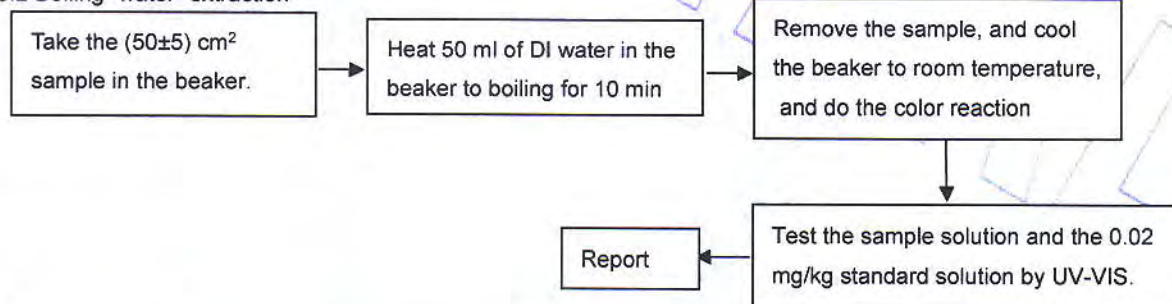 Boiling water extraction
Take the (50±5) cm²
sample in the beaker.
Heat 50 ml of DI water in the
beaker to boiling for 10 min
Remove the sample, and cool
the beaker to room temperature,
and do the color reaction
Test the sample solution and the 0.02
mg/kg standard solution by UV-VIS.
Report